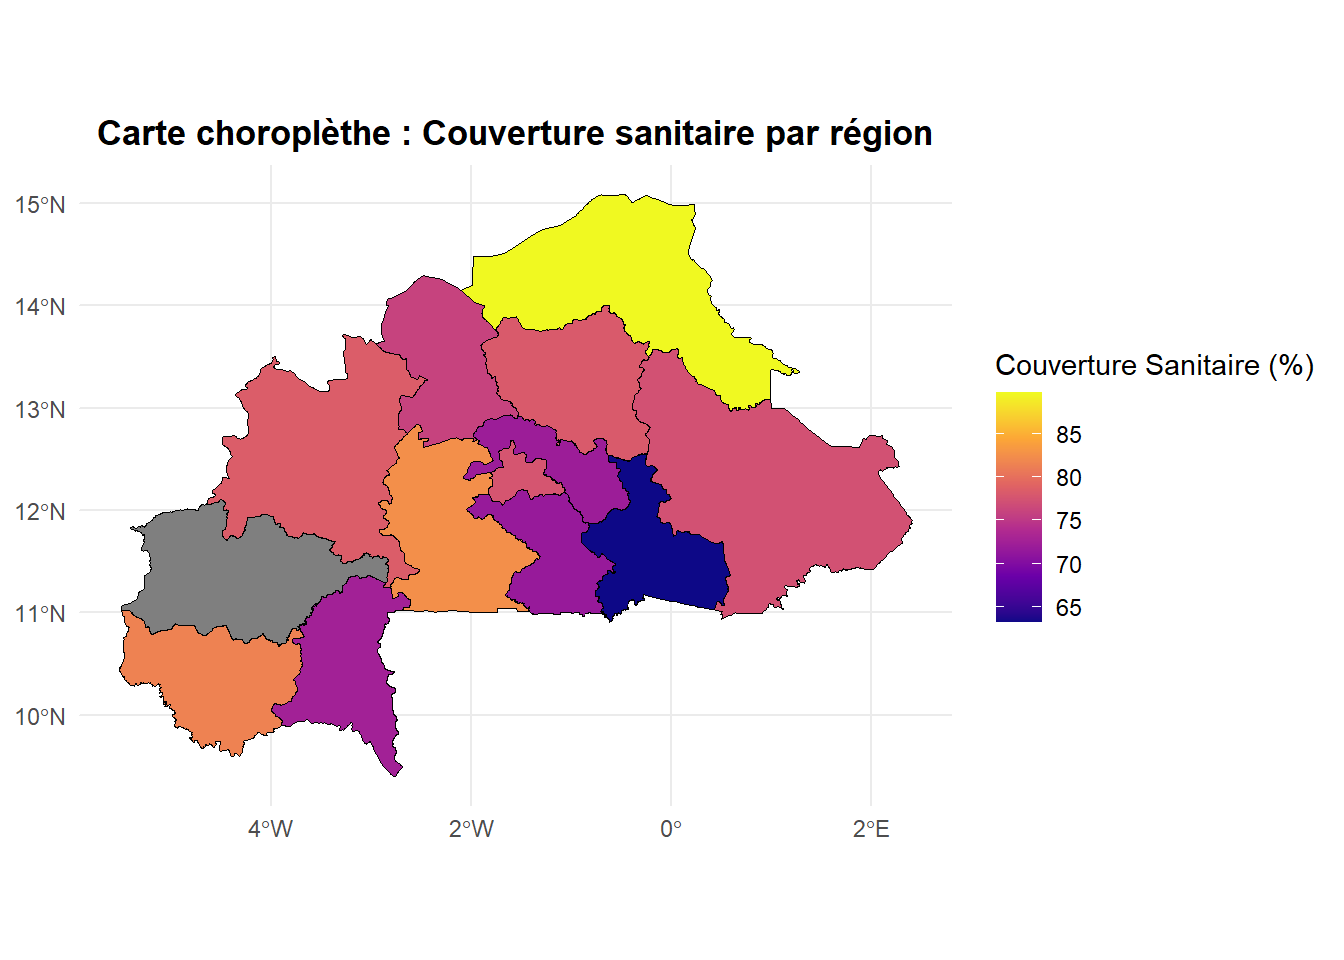 Carte choroplèthe : Couverture sanitaire par région
15°N
14°N
13°N
12°N
11°N
10°N
4°W
2°W
0°
2°E
Couverture Sanitaire (%)
85
80
75
70
65